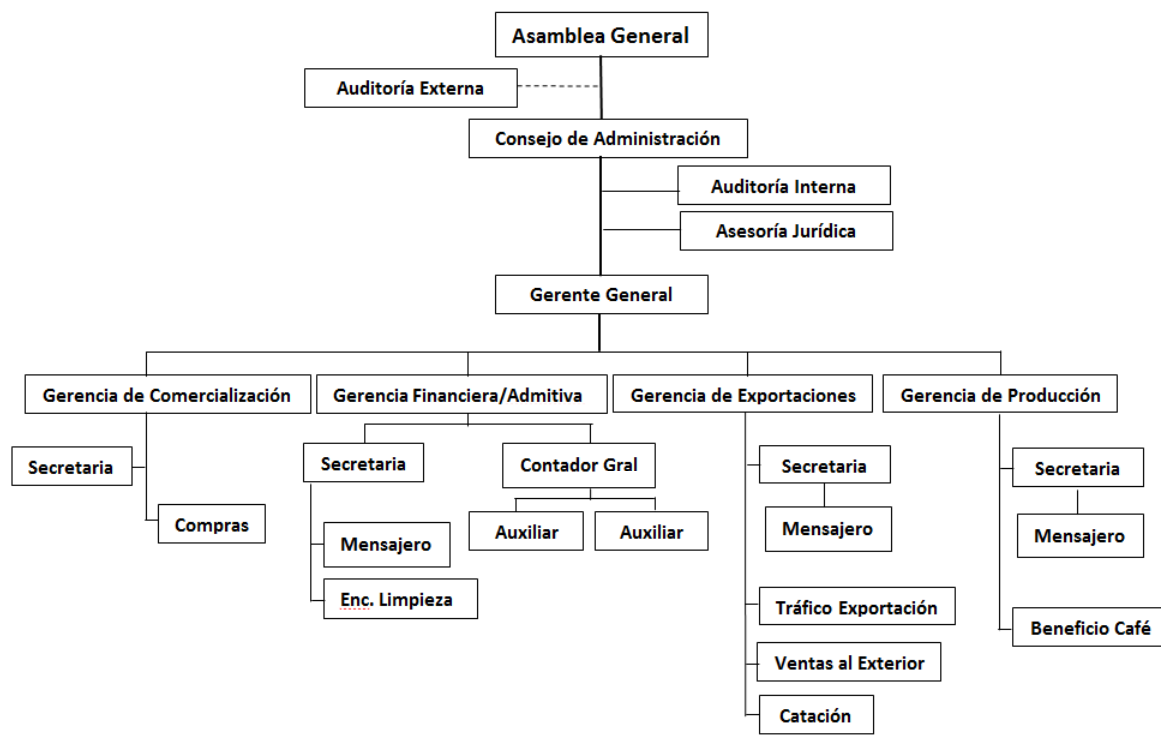 Asamblea General
Auditoría Externa
Consejo de Administración
Auditoría Interna
Asesoría Jurídica
Gerente General
Gerencia de Comercialización
Gerencia Financiera/Admitiva
Gerencia de Exportaciones
Gerencia de Producción
Secretaria
Compras
Secretaria
Contador Gral
Auxiliar
Auxiliar
Mensajero
Enc. Limpieza
Secretaria
Mensajero
Tráfico Exportación
Ventas al Exterior
Catación
Secretaria
Mensajero
Beneficio Café